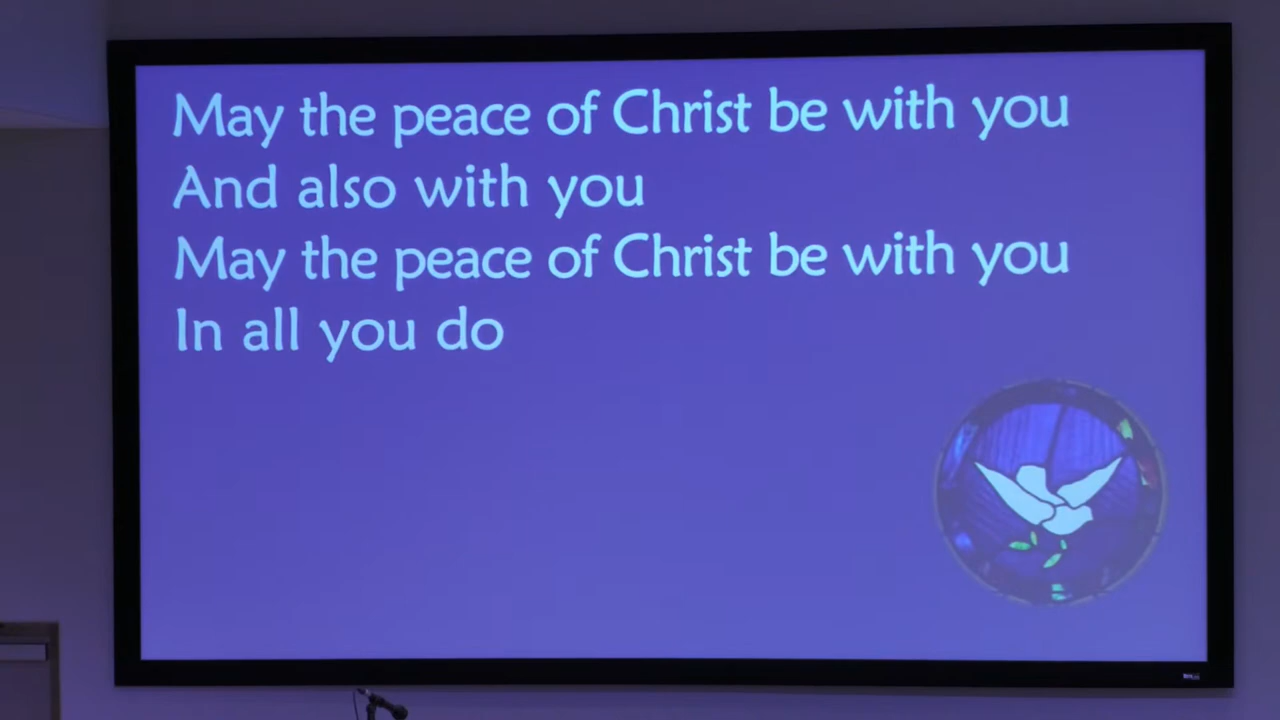 May the peace of Christ be with you
And also with you
May the peace of Christ be with you
In all you do